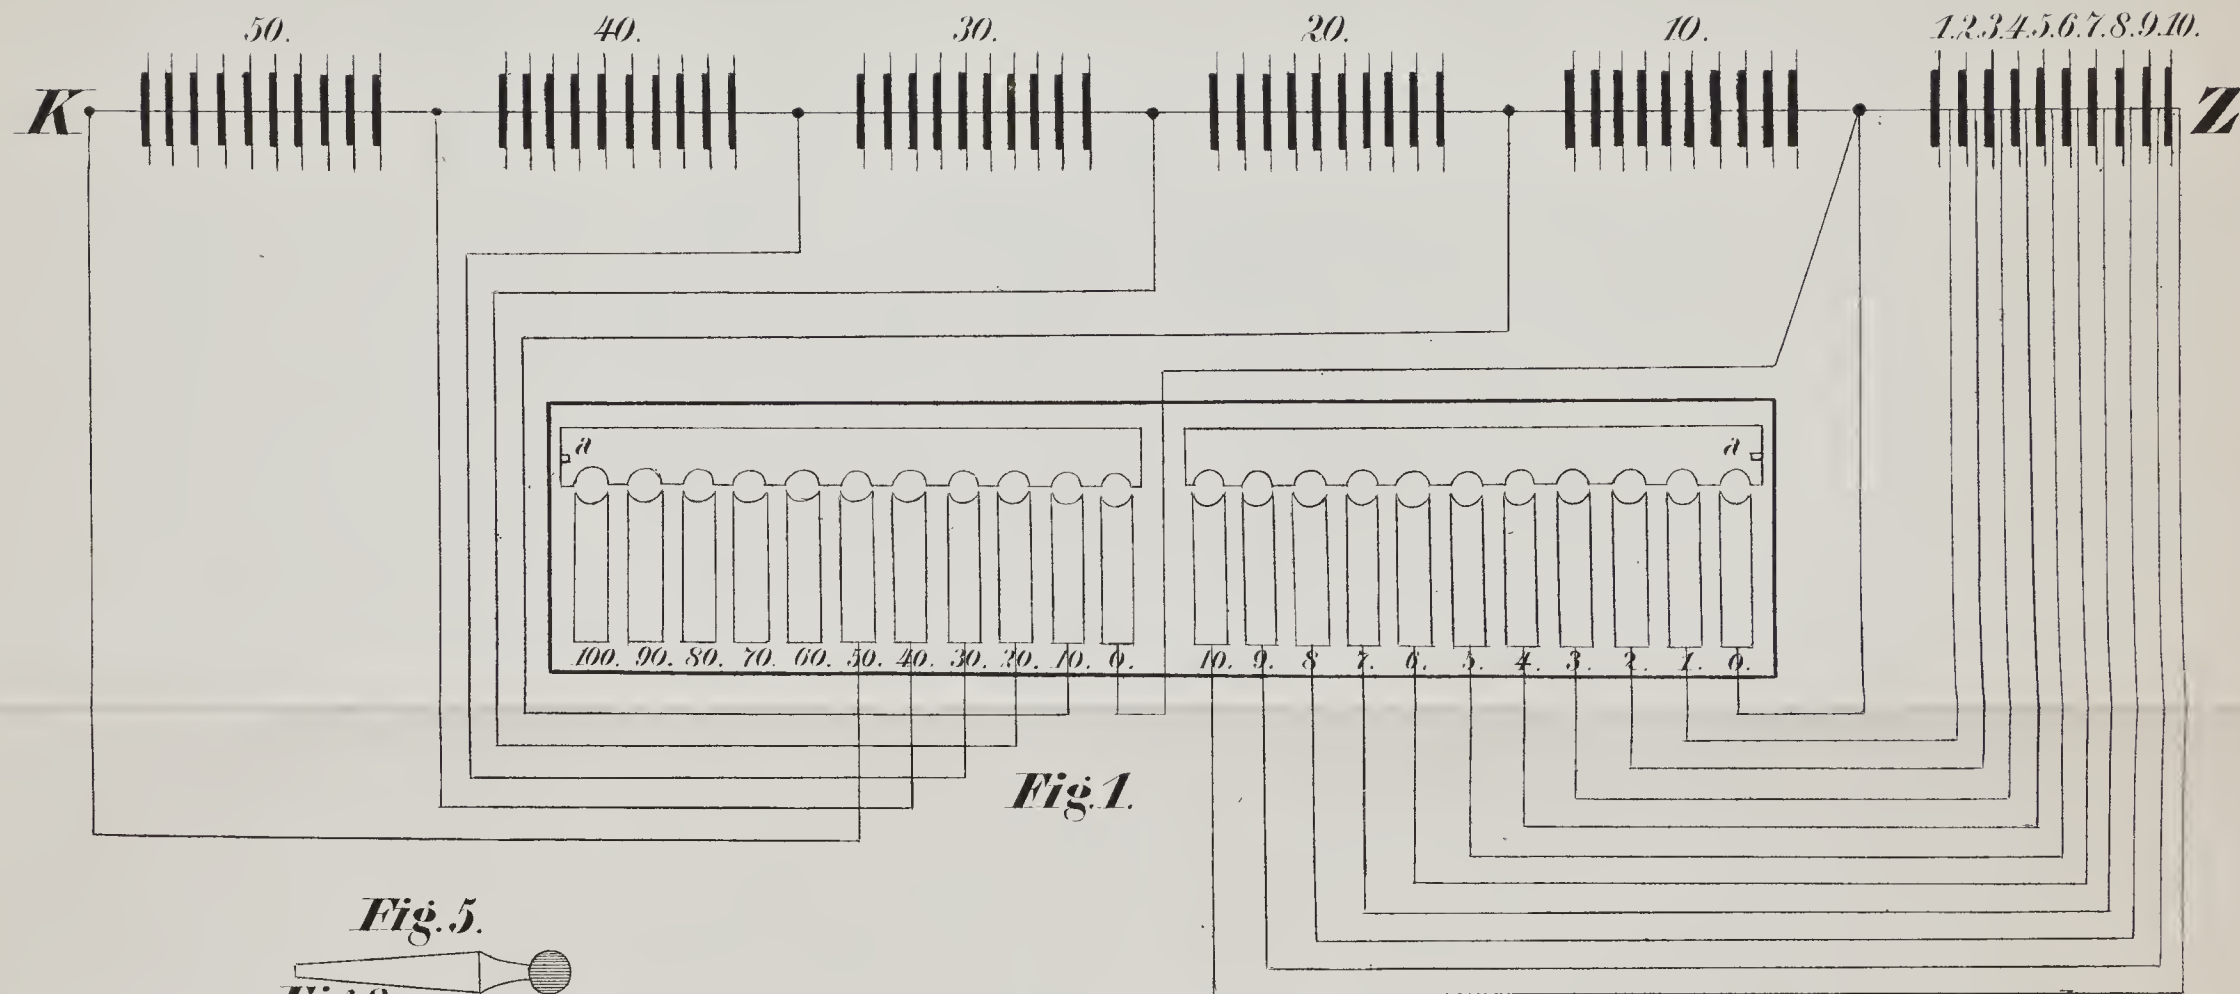 50. 40. 30. 20. 10. 1.2.3.4.5.6.7.8.9.10.
K Z
a a
100. 90. 80. 70. 60. 50. 40. 30. 20. 10. 0. 10. 9. 8 7. 6. 5. 4. 3. 2. 1. 0.
Fig.1.
Fig.5.